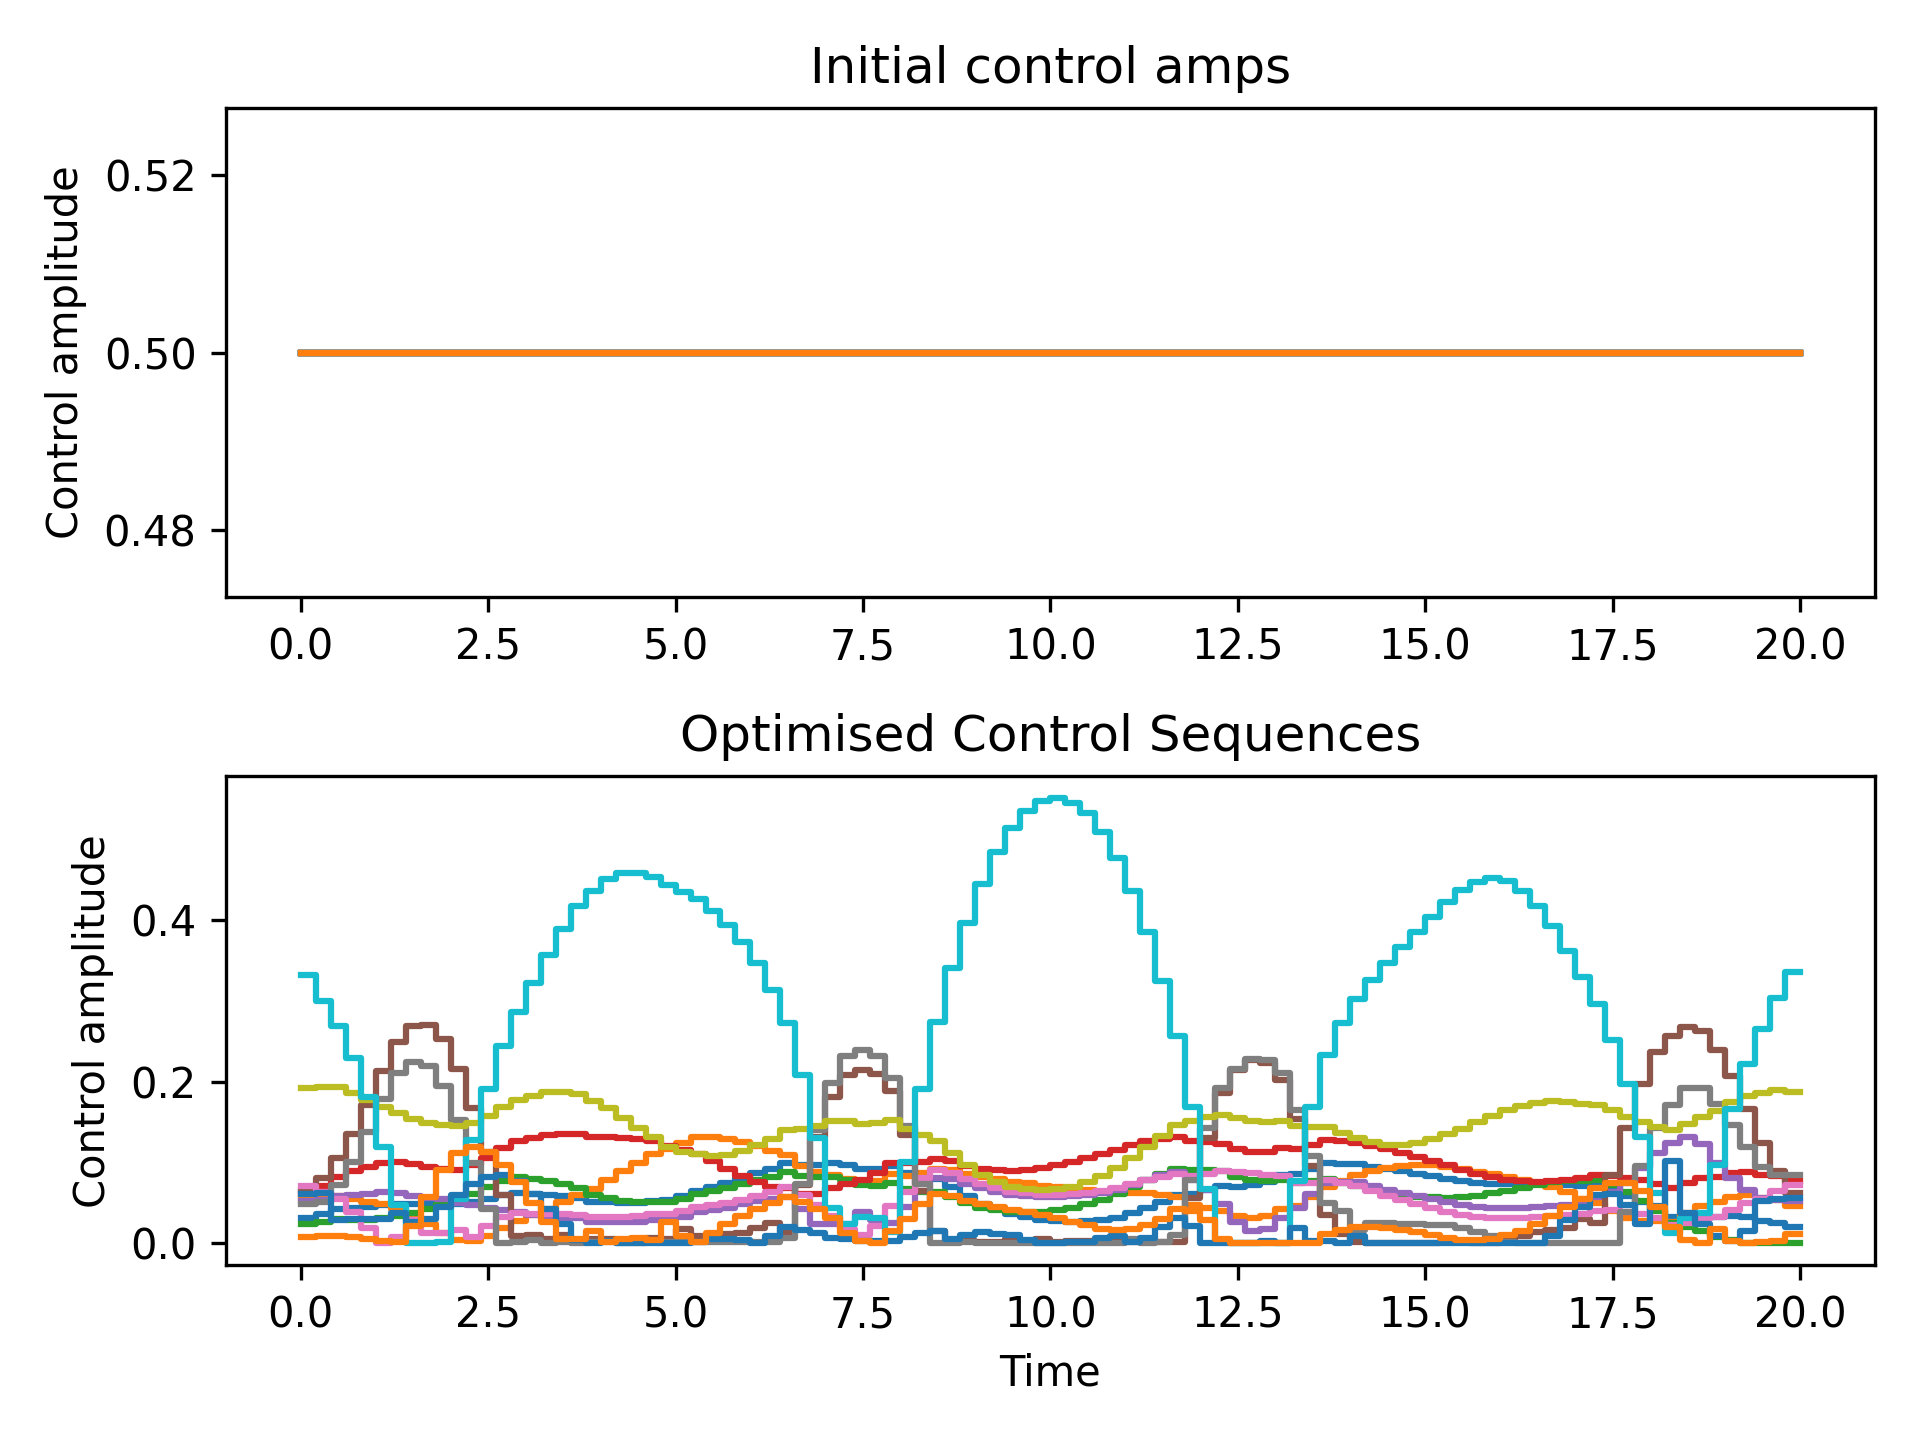 Initial control amps
Control amplitude
0.52
0.50
0.48
0.0 2.5 5.0 7.5 10.0 12.5 15.0 17.5 20.0
Optimised Control Sequences
Control amplitude
0.4
0.2
0.0
0.0 2.5 5.0 7.5 10.0 12.5 15.0 17.5 20.0
Time